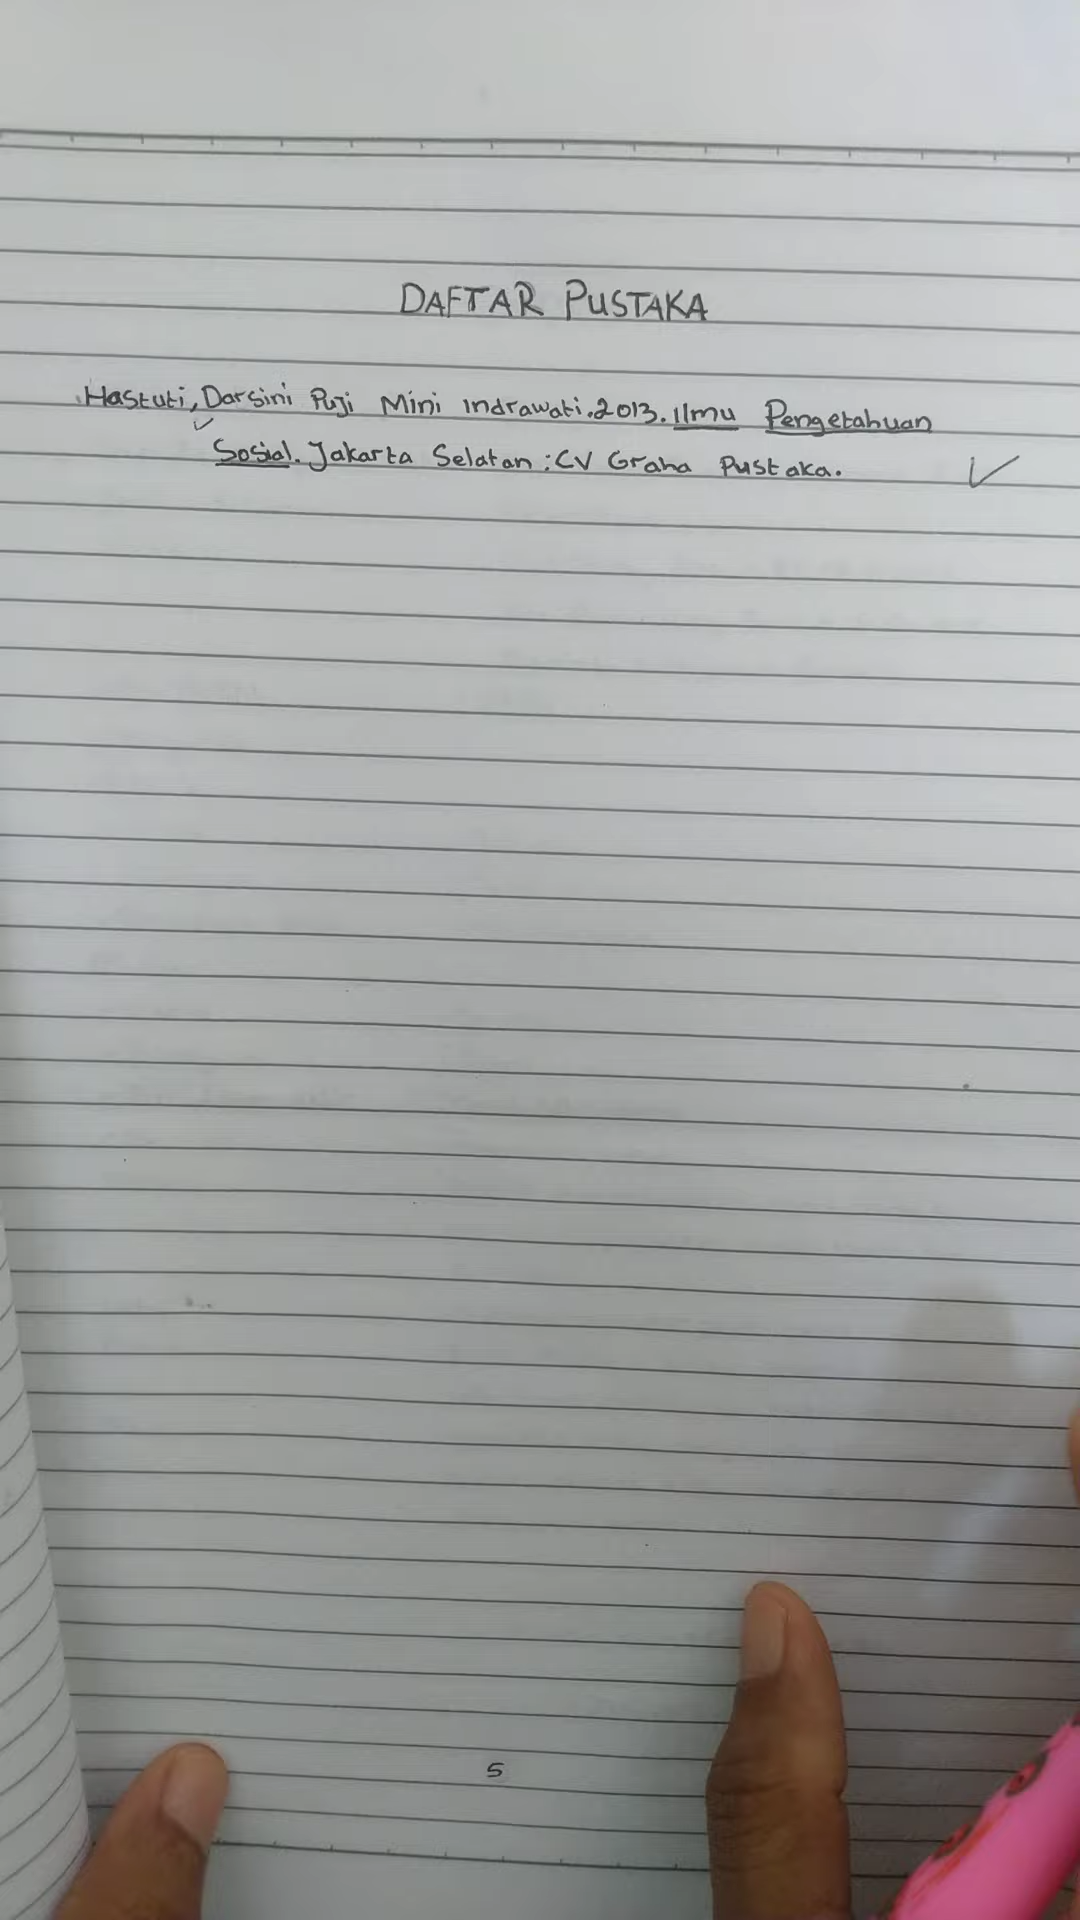 DAFTAR PUSTAKA
Hastuti, Darsini Puji Mini Indrawati. 2013. Ilmu Pengetahuan
Sosial. Jakarta Selatan : CV Graha Pustaka.
5